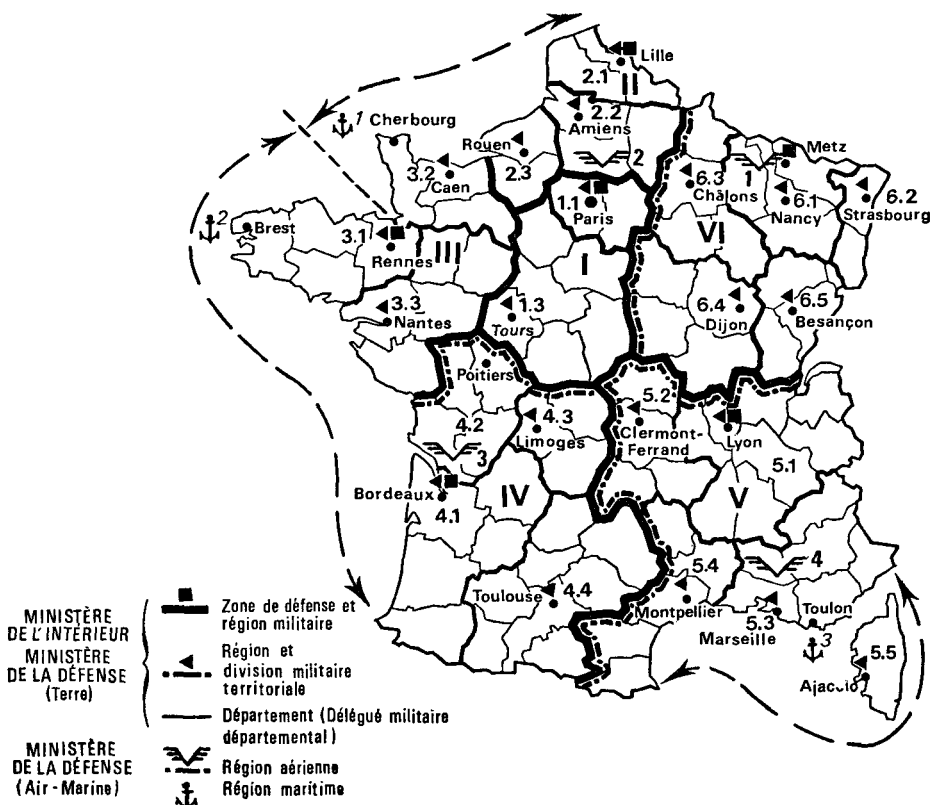 Lille
2.1
II
2.2
Amiens
1
Cherbourg
Rouen
2
Metz
3.2
Caen
2.3
6.3
1
Châlons
1.1
Paris
6.1
Nancy
6.2
Strasbourg
2
Brest
3.1
Rennes
III
VI
I
3.3
Nantes
1.3
Tours
6.4
Dijon
6.5
Besançon
Poitiers
5.2
4.2
4.3
Limoges
Clermont-
Ferrand
Lyon
3
5.1
Bordeaux
4.1
IV
V
5.4
4
Toulouse
4.4
Montpellier
5.3
Marseille
Toulon
3
5.5
Ajaccio
MINISTÈRE
DE L'INTÉRIEUR
MINISTÈRE
DE LA DÉFENSE
(Terre)
Zone de défense et
région militaire
Région et
division militaire
territoriale
Département (Délégué militaire
départemental)
MINISTÈRE
DE LA DÉFENSE
(Air-Marine)
Région aérienne
Région maritime